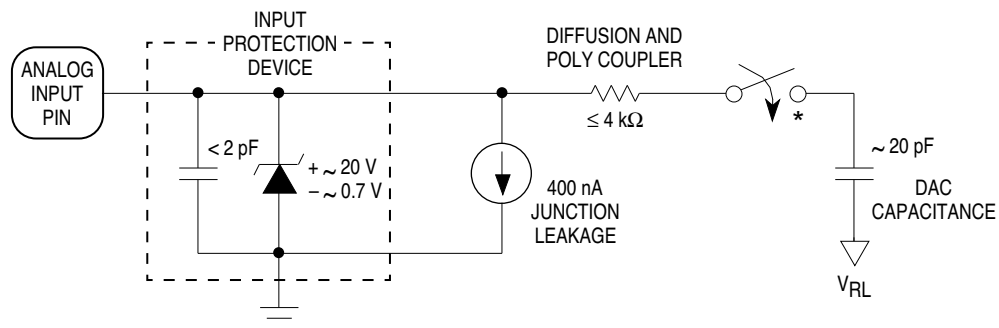 INPUT
PROTECTION
DEVICE
ANALOG
INPUT
PIN
< 2 pF
+ ~ 20 V
– ~ 0.7 V
400 nA
JUNCTION
LEAKAGE
DIFFUSION AND
POLY COUPLER
≤ 4 kΩ
*
~ 20 pF
DAC
CAPACITANCE
VRL